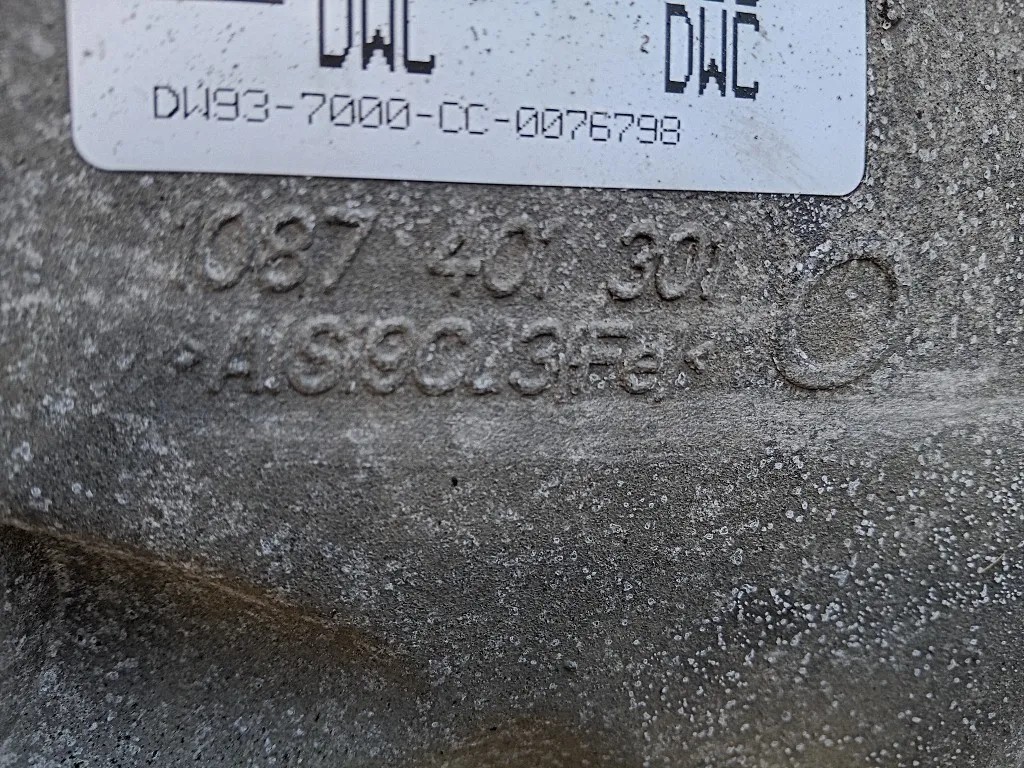 DWC DWC
DW93-7000-CC-0076798
1087 401 301
>AlSi9Cu3(Fe)<